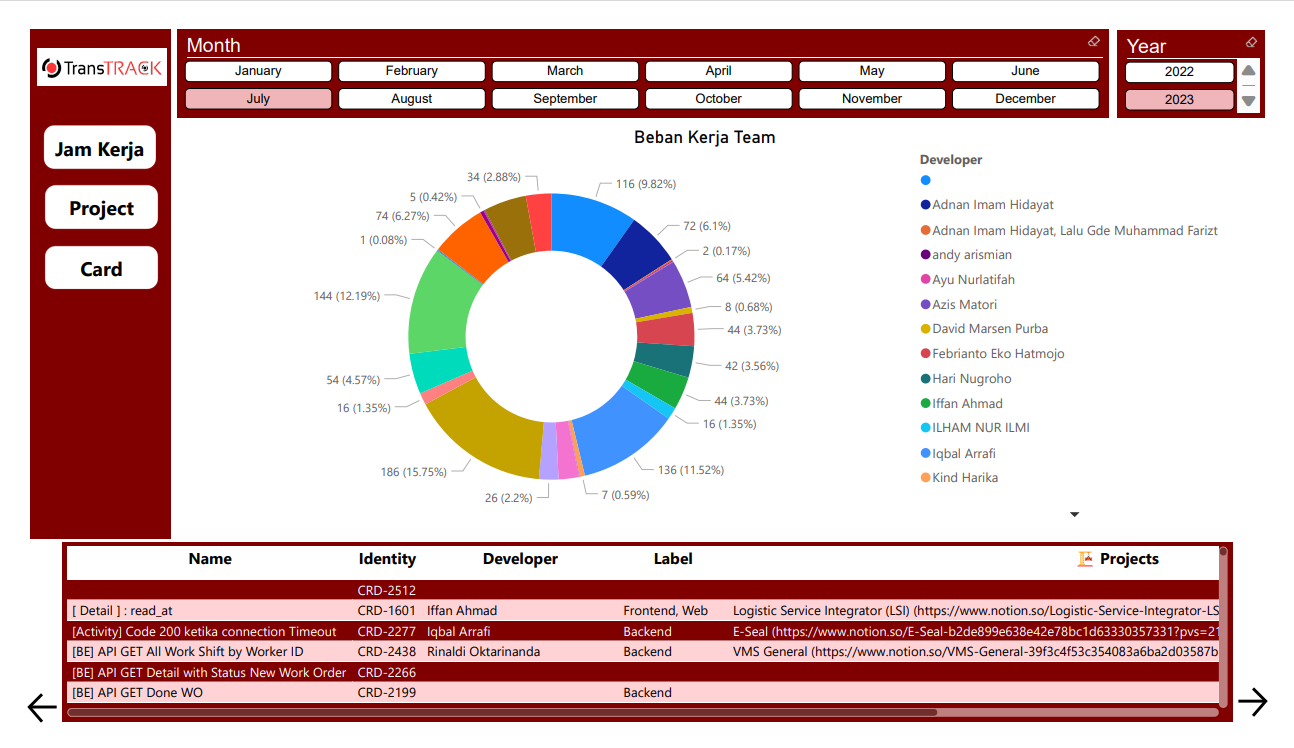 TransTRACK
Month
January
February
March
April
May
June
July
August
September
October
November
December
Year
2022
2023
Jam Kerja
Project
Card
Beban Kerja Team
34 (2.88%)
116 (9.82%)
5 (0.42%)
74 (6.27%)
72 (6.1%)
1 (0.08%)
2 (0.17%)
64 (5.42%)
144 (12.19%)
8 (0.68%)
44 (3.73%)
42 (3.56%)
54 (4.57%)
44 (3.73%)
16 (1.35%)
16 (1.35%)
186 (15.75%)
136 (11.52%)
26 (2.2%)
7 (0.59%)
Developer
Adnan Imam Hidayat
Adnan Imam Hidayat, Lalu Gde Muhammad Farizt
andy arismian
Ayu Nurlatifah
Azis Matori
David Marsen Purba
Febrianto Eko Hatmojo
Hari Nugroho
Iffan Ahmad
ILHAM NUR ILMI
Iqbal Arrafi
Kind Harika
Name Identity Developer Label Projects
CRD-2512
[ Detail ] : read_at CRD-1601 Iffan Ahmad Frontend, Web Logistic Service Integrator (LSI) (https://www.notion.so/Logistic-Service-Integrator-LS
[Activity] Code 200 ketika connection Timeout CRD-2277 Iqbal Arrafi Backend E-Seal (https://www.notion.so/E-Seal-b2de899e638e42e78bc1d63330357331?pvs=21
[BE] API GET All Work Shift by Worker ID CRD-2438 Rinaldi Oktarinanda Backend VMS General (https://www.notion.so/VMS-General-39f3c4f53c354083a6ba2d03587b
[BE] API GET Detail with Status New Work Order CRD-2266
[BE] API GET Done WO CRD-2199 Backend